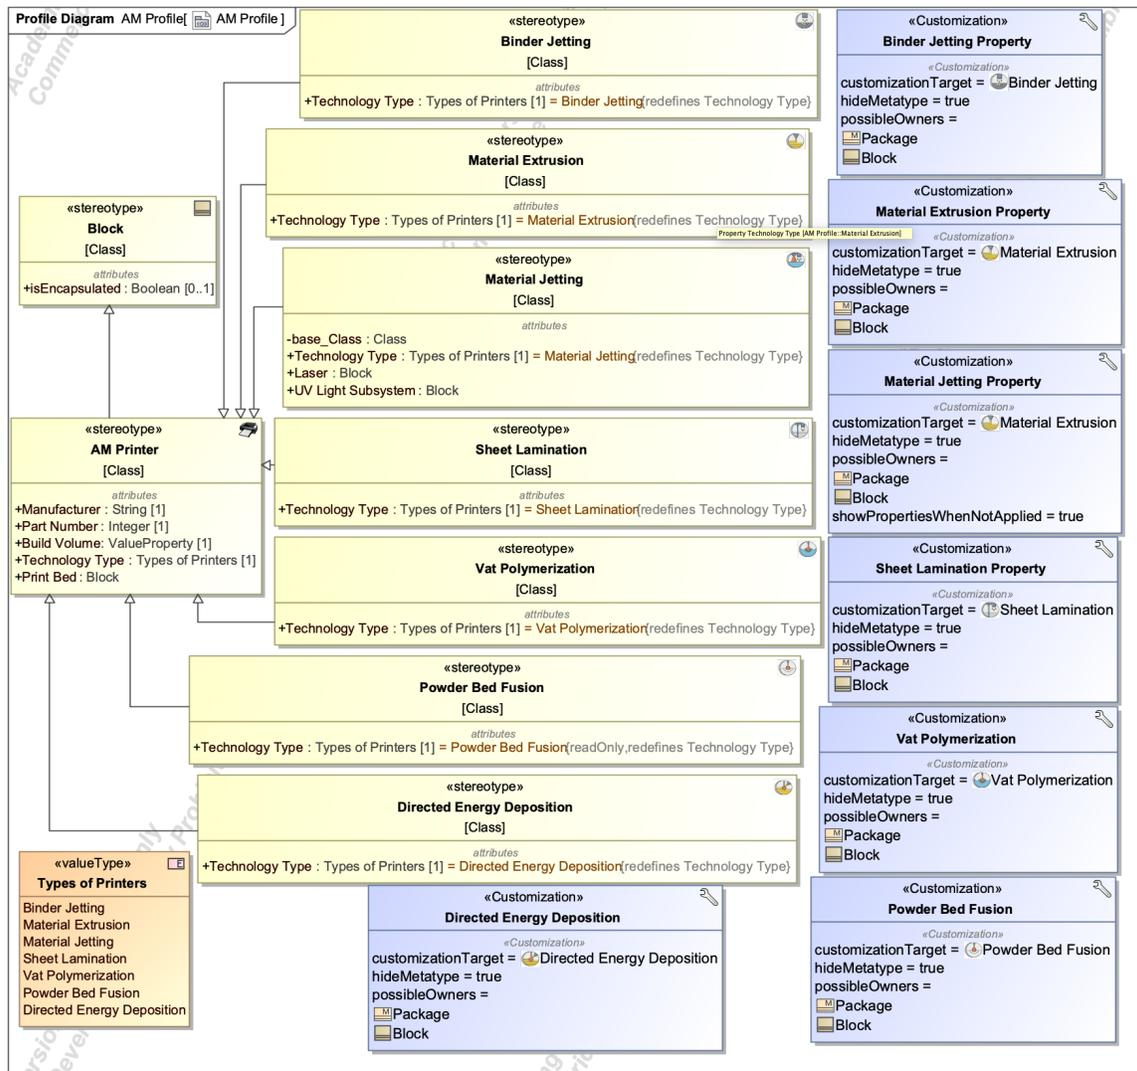 Profile Diagram AM Profile[ AM Profile ]
«stereotype»
Binder Jetting
[Class]
attributes
+Technology Type : Types of Printers [1] = Binder Jetting{redefines Technology Type}
«stereotype»
Material Extrusion
[Class]
attributes
+Technology Type : Types of Printers [1] = Material Extrusion{redefines Technology Type}
Property Technology Type [AM Profile::Material Extrusion]
«stereotype»
Block
[Class]
attributes
+isEncapsulated : Boolean [0..1]
«stereotype»
Material Jetting
[Class]
attributes
-base_Class : Class
+Technology Type : Types of Printers [1] = Material Jetting{redefines Technology Type}
+Laser : Block
+UV Light Subsystem : Block
«stereotype»
AM Printer
[Class]
attributes
+Manufacturer : String [1]
+Part Number : Integer [1]
+Build Volume: ValueProperty [1]
+Technology Type : Types of Printers [1]
+Print Bed : Block
«stereotype»
Sheet Lamination
[Class]
attributes
+Technology Type : Types of Printers [1] = Sheet Lamination{redefines Technology Type}
«stereotype»
Vat Polymerization
[Class]
attributes
+Technology Type : Types of Printers [1] = Vat Polymerization{redefines Technology Type}
«stereotype»
Powder Bed Fusion
[Class]
attributes
+Technology Type : Types of Printers [1] = Powder Bed Fusion{readOnly,redefines Technology Type}
«stereotype»
Directed Energy Deposition
[Class]
attributes
+Technology Type : Types of Printers [1] = Directed Energy Deposition{redefines Technology Type}
«valueType»
Types of Printers
Binder Jetting
Material Extrusion
Material Jetting
Sheet Lamination
Vat Polymerization
Powder Bed Fusion
Directed Energy Deposition
«Customization»
Directed Energy Deposition
«Customization»
customizationTarget = Directed Energy Deposition
hideMetatype = true
possibleOwners =
Package
Block
«Customization»
Binder Jetting Property
«Customization»
customizationTarget = Binder Jetting
hideMetatype = true
possibleOwners =
Package
Block
«Customization»
Material Extrusion Property
«Customization»
customizationTarget = Material Extrusion
hideMetatype = true
possibleOwners =
Package
Block
«Customization»
Material Jetting Property
«Customization»
customizationTarget = Material Extrusion
hideMetatype = true
possibleOwners =
Package
Block
showPropertiesWhenNotApplied = true
«Customization»
Sheet Lamination Property
«Customization»
customizationTarget = Sheet Lamination
hideMetatype = true
possibleOwners =
Package
Block
«Customization»
Vat Polymerization
«Customization»
customizationTarget = Vat Polymerization
hideMetatype = true
possibleOwners =
Package
Block
«Customization»
Powder Bed Fusion
«Customization»
customizationTarget = Powder Bed Fusion
hideMetatype = true
possibleOwners =
Package
Block